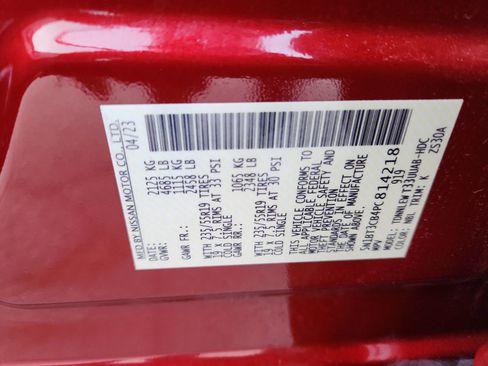 MFD BY NISSAN MOTOR CO., LTD.
04/23
GVWR: 2125 KG
4685 LB
GAWR FR.: 1115 KG
2458 LB
WITH 235/55R19 TIRES
19 x 7.5 RIMS AT 33 PSI
COLD SINGLE
GAWR RR.: 1065 KG
2348 LB
WITH 235/55R19 TIRES
19 x 7.5 RIMS AT 30 PSI
COLD SINGLE
THIS VEHICLE CONFORMS TO
ALL APPLICABLE FEDERAL
MOTOR VEHICLE SAFETY AND
STANDARDS IN EFFECT ON
THE DATE OF MANUFACTURE
SHOWN ABOVE.
5N1BT3CB4PC814218
MPV 919
MODEL:
COLOR: NBL TRIM: K
ZS30A